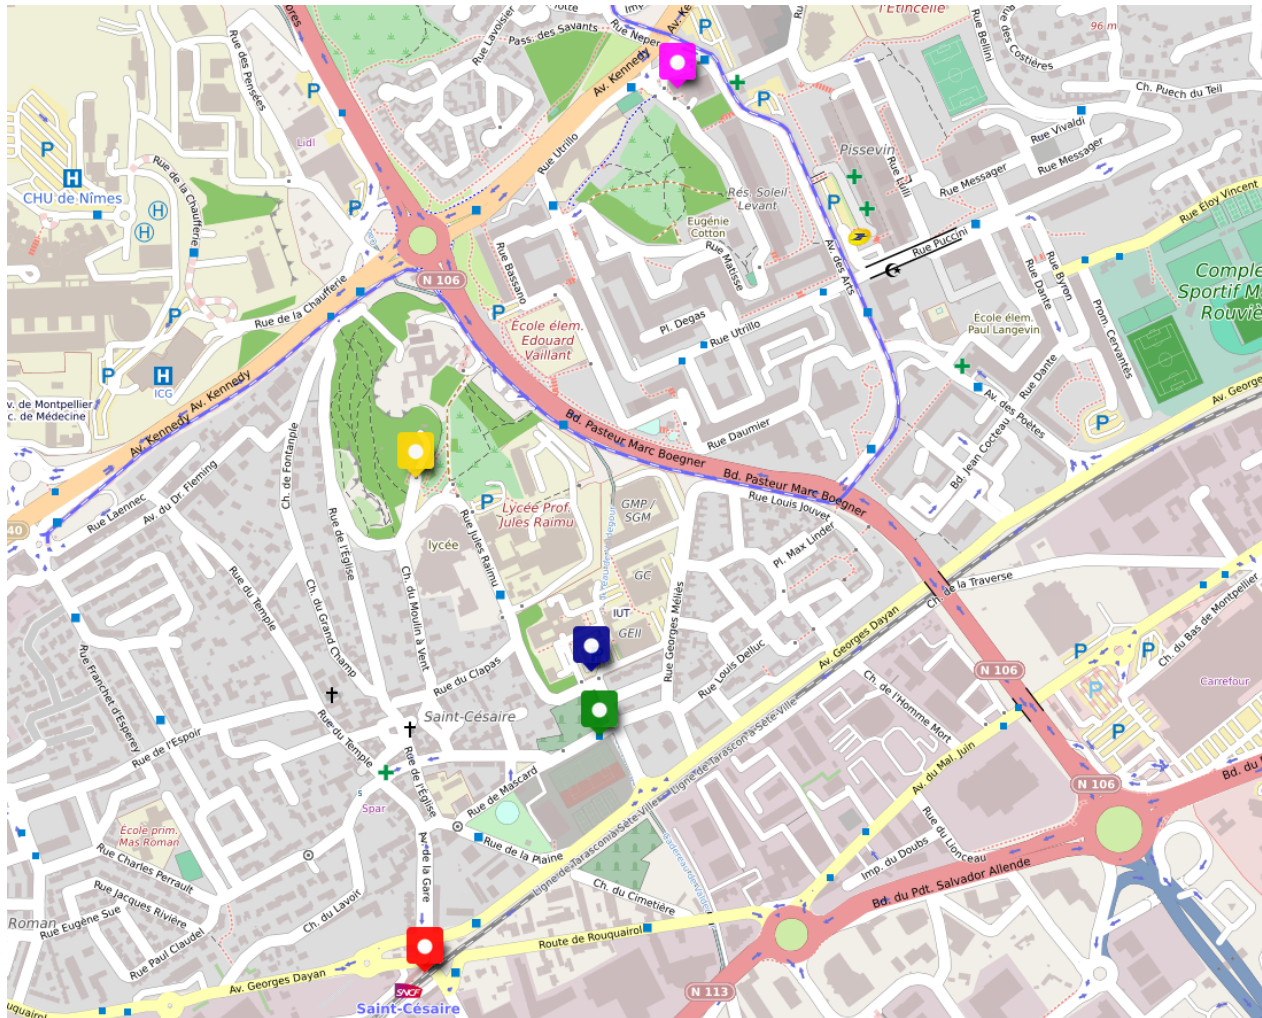 l'Etincelle
96 m
Rue Lavoisier
Pass. des Savants
Rue Neper
Rue des Pensées
Av. Kennedy
Rue Bellini
Ch. Puech du Teil
Rue Vivaldi
Lidl
Rue Utrillo
Pissevin
Rue Messager
Rue Messager
Rue Lulli
CHU de Nîmes
Rue de la Chaufferie
Rés. Soleil
Levant
Eugénie
Cotton
Rue Éloy Vincent
Rue Puccini
Rue Matisse
Av. des Arts
Rue Bassano
N 106
Rue de la Chaufferie
Rue Byron
Rue Dante
Prom. Cervantès
École élem.
Edouard
Vaillant
Pl. Degas
Rue Utrillo
École élem.
Paul Langevin
ICG
Av. Kennedy
Av. Kennedy
Rue Dante
Av. des Poètes
Bd. Jean Cocteau
Bd. Pasteur Marc Boegner
Rue Daumier
Bd. Pasteur Marc Boegner
Rue Louis Jouvet
Ch. de Fontanple
Av. du Dr. Fleming
Rue Laennec
Lycée Prof.
Jules Raimu
GMP /
SGM
Rue Jules Raimu
lycée
Rue de l'Église
Pl. Max Linder
GC
IUT
GEII
Rue Georges Méliès
Ch. de la Traverse
Ch. du Bas de Montpellier
Rue du Temple
Ch. du Grand Champ
Ch. du Moulin à Vent
Av. Georges Dayan
Rue Louis Delluc
Rue du Clapas
Rue Franchet d'Esperey
Ch. de l'Homme Mort
N 106
Carrefour
Saint-Césaire
Rue de l'Espoir
Rue du Temple
Rue de l'Église
Rue de Mascard
Ligne de Tarascon à Sète-Ville
Ligne de Tarascon à Sète-Ville
Av. du Mal. Juin
N 106
Spar
École prim.
Mas Roman
Rue de la Plaine
Rue Charles Perrault
Rue Jacques Rivière
Rue Eugène Sue
Rue Paul Claudel
Roman
Ch. du Lavoir
Av. de la Gare
Ch. du Cimetière
Imp. du Doubs
Rue du Lionceau
Bd. du Pdt. Salvador Allende
Route de Rouquairol
Av. Georges Dayan
N 113
SNCF
Saint-Césaire